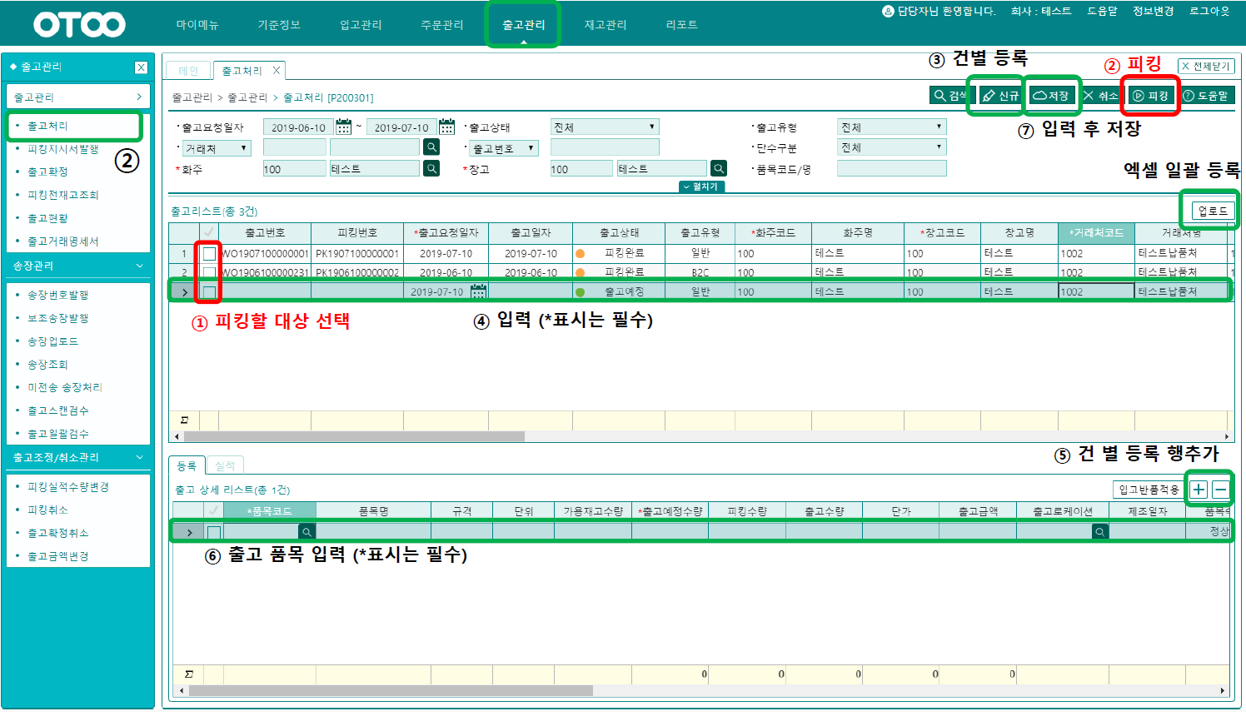 OTOO
마이메뉴 기준정보 입고관리 주문관리 출고관리 재고관리 리포트
담당자님 환영합니다. 회사 : 테스트 도움말 정보변경 로그아웃
출고관리 X
출고관리 >
출고처리
②
피킹지시서발행
출고확정
피킹전재고조회
출고현황
출고거래명세서
송장관리
송장번호발행
보조송장발행
송장업로드
송장조회
미전송 송장처리
출고스캔검수
출고일괄검수
출고조정/취소관리
피킹실적수량변경
피킹취소
출고확정취소
출고금액변경
메인 출고처리 X
③ 건별 등록
② 피킹
X 전체닫기
출고관리 > 출고관리 > 출고처리 [P200301]
검색 신규 저장 취소 피킹 도움말
⑦ 입력 후 저장
출고요청일자 2019-06-10 ~ 2019-07-10 출고상태 전체 출고유형 전체
거래처 출고번호 단수구분 전체
*화주 100 테스트 *창고 100 테스트 품목코드/명
펼치기
엑셀 일괄 등록
출고리스트(총 3건)
업로드
출고번호 피킹번호 *출고요청일자 출고일자 출고상태 출고유형 *화주코드 화주명 *창고코드 창고명 *거래처코드 거래처명
1 WO1907100000001 PK1907100000001 2019-07-10 2019-07-10 피킹완료 일반 100 테스트 100 테스트 1002 테스트납품처
2 WO1906100000231 PK1906100000002 2019-06-10 2019-06-10 피킹완료 B2C 100 테스트 100 테스트 1002 테스트납품처
> 2019-07-10 출고예정 일반 100 테스트 100 테스트 1002 테스트납품처
① 피킹할 대상 선택
④ 입력 (*표시는 필수)
Σ
⑤ 건 별 등록 행추가
등록 실적
출고 상세 리스트(총 1건)
입고반품적용 + −
*품목코드 품목명 규격 단위 가용재고수량 *출고예정수량 피킹수량 출고수량 단가 출고금액 출고로케이션 제조일자
> 정상
⑥ 출고 품목 입력 (*표시는 필수)
Σ 0 0 0 0 0